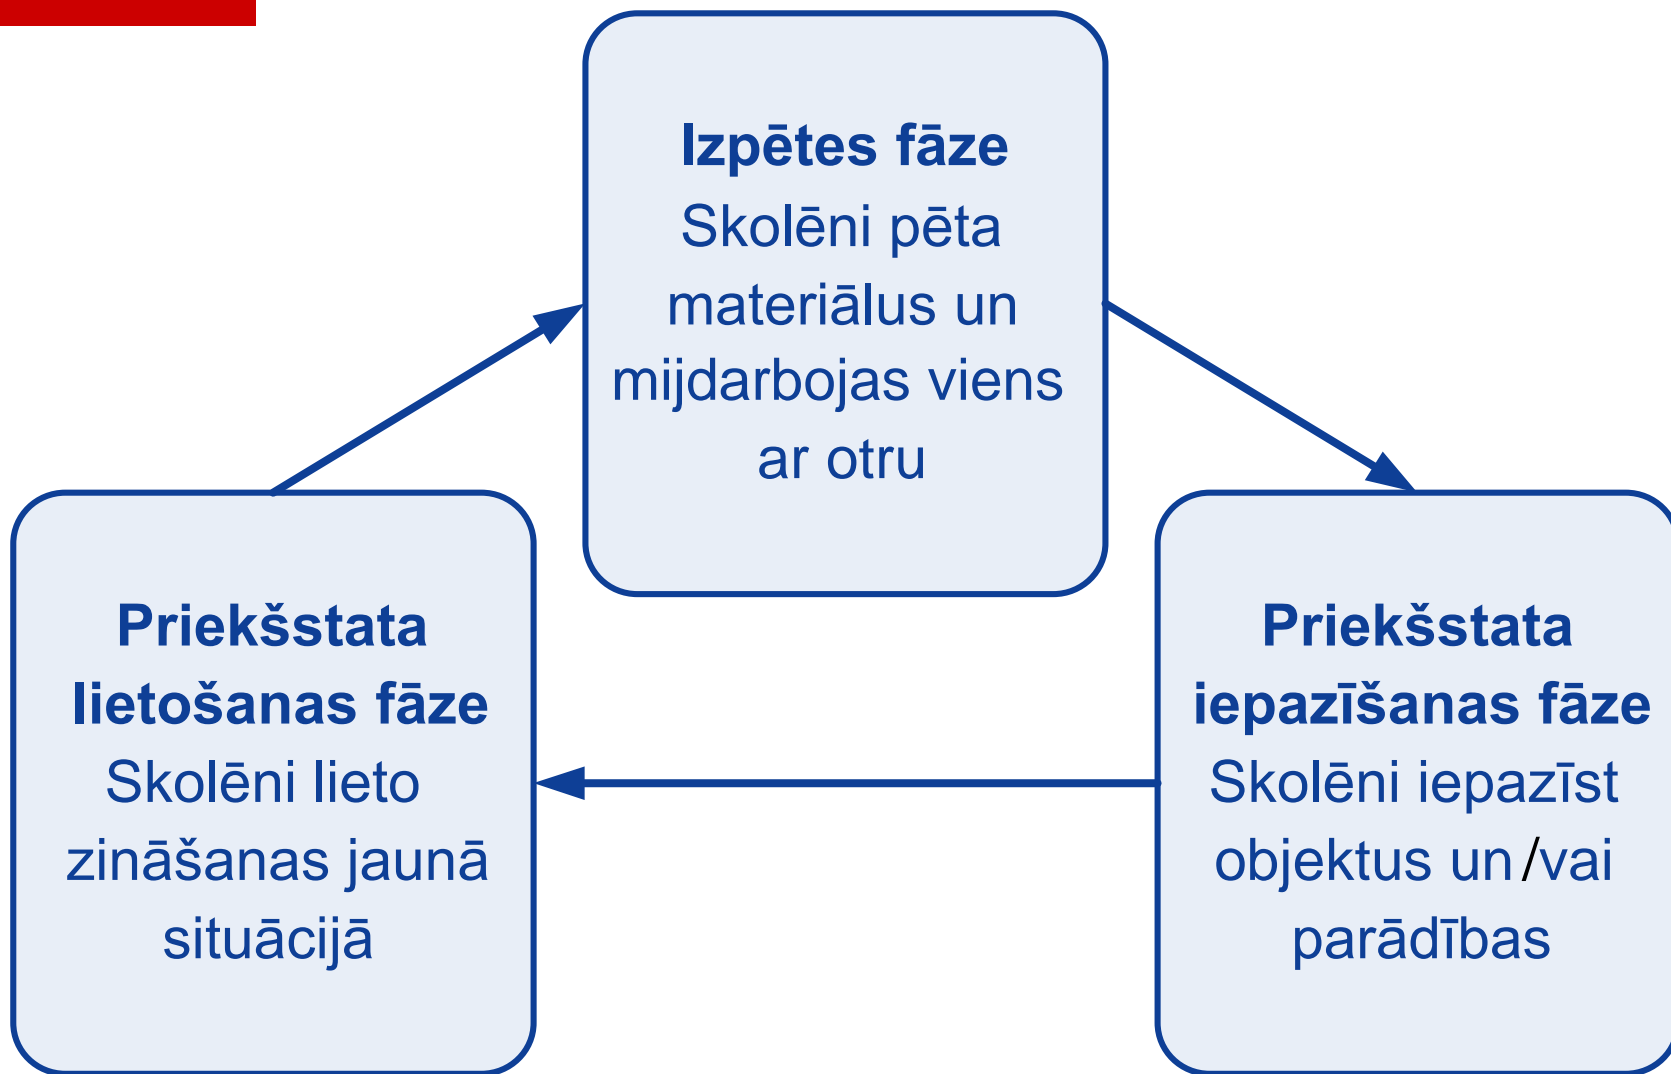 Izpētes fāze
Skolēni pēta
materiālus un
mijdarbojas viens
ar otru
Priekšstata
lietošanas fāze
Skolēni lieto
zināšanas jaunā
situācijā
Priekšstata
iepazīšanas fāze
Skolēni iepazīst
objektus un /vai
parādības